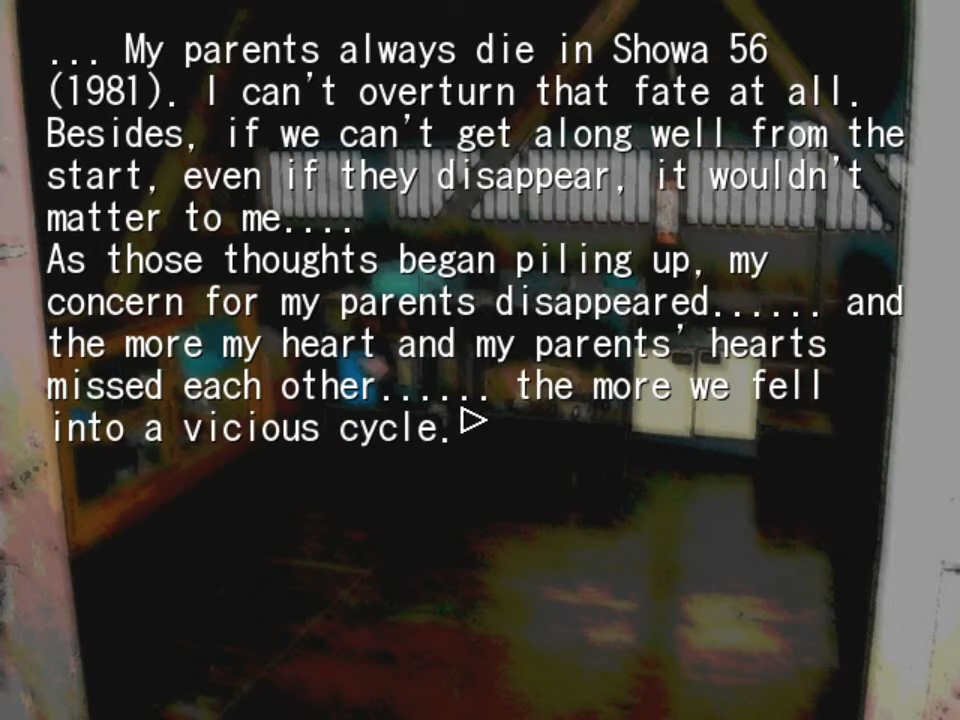 ... My parents always die in Showa 56
(1981). I can't overturn that fate at all.
Besides, if we can't get along well from the
start, even if they disappear, it wouldn't
matter to me....
As those thoughts began piling up, my
concern for my parents disappeared...... and
the more my heart and my parents' hearts
missed each other...... the more we fell
into a vicious cycle.